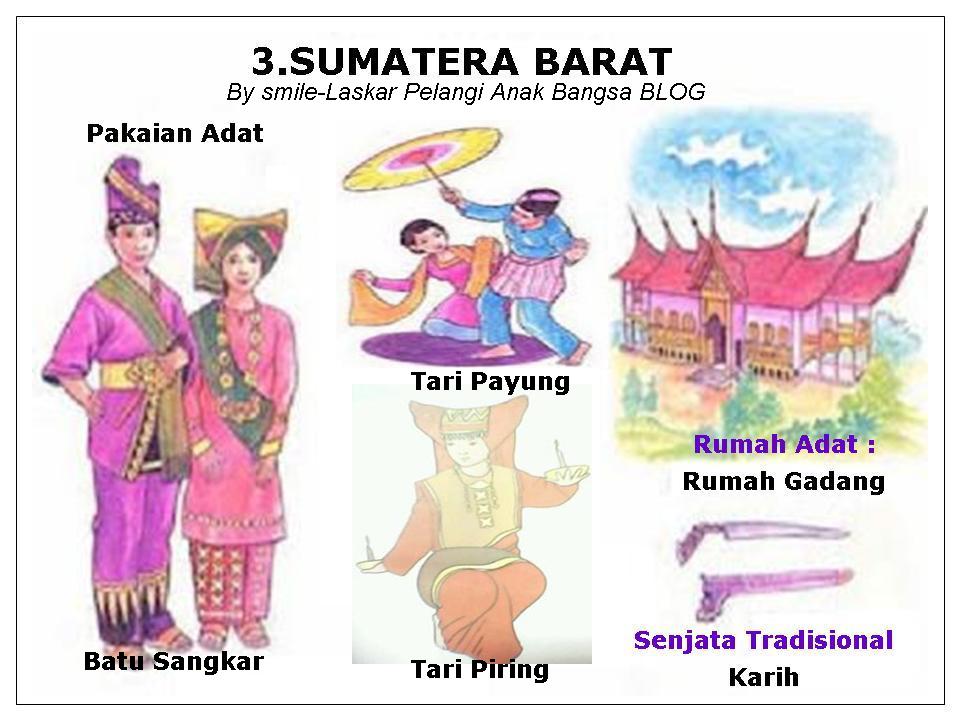 3.SUMATERA BARAT
By smile-Laskar Pelangi Anak Bangsa BLOG
Pakaian Adat
Batu Sangkar
Tari Payung
Tari Piring
Rumah Adat :
Rumah Gadang
Senjata Tradisional
Karih